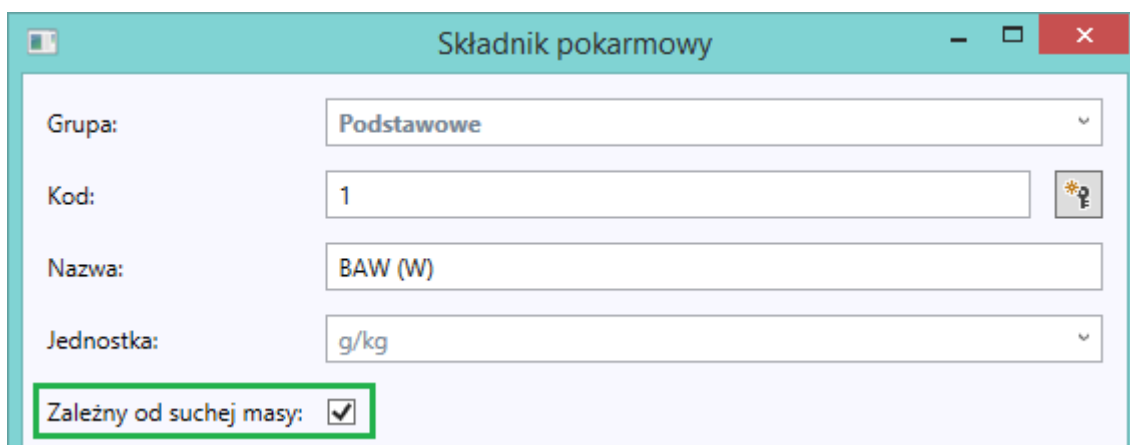 Składnik pokarmowy
Grupa: Podstawowe
Kod: 1
Nazwa: BAW (W)
Jednostka: g/kg
Zależny od suchej masy: